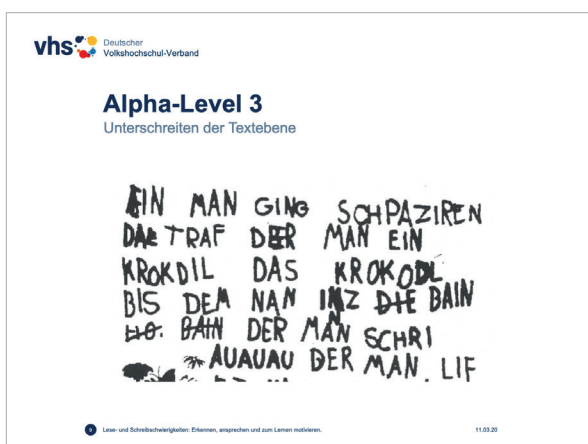 vhs
Deutscher
Volkshochschul-Verband
Alpha-Level 3
Unterschreiten der Textebene
EIN MAN GING SCHPAZIREN
DA TRAF DER MAN EIN
KROKDIL DAS KROKODL
BIS DEM NAN INZ DIE BAIN
BAIN DER MAN SCHRI
AUAUAU DER MAN. LIF
9 Lese- und Schreibschwierigkeiten: Erkennen, ansprechen und zum Lernen motivieren. 11.03.20